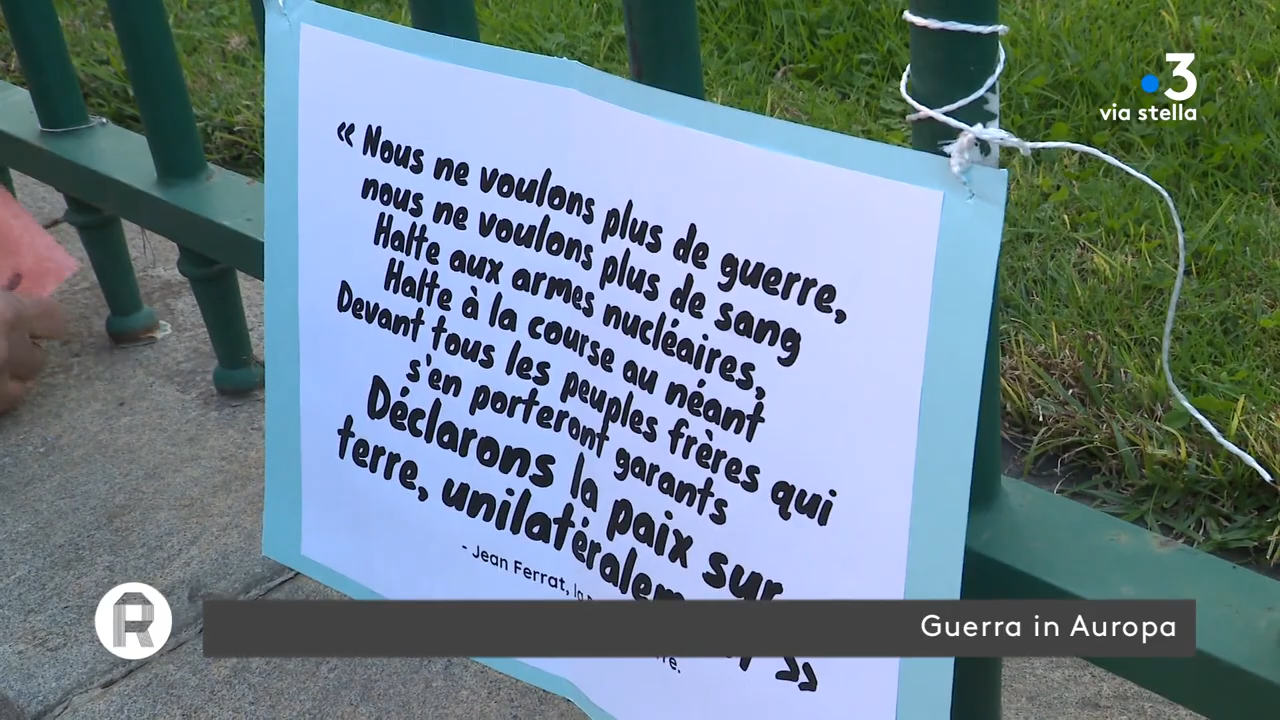 « Nous ne voulons plus de guerre,
nous ne voulons plus de sang
Halte aux armes nucléaires,
Halte à la course au néant
Devant tous les peuples frères qui
s'en porteront garants
Déclarons la paix sur
terre, unilatéralem
»
- Jean Ferrat, la
3
via stella
R
Guerra in Auropa